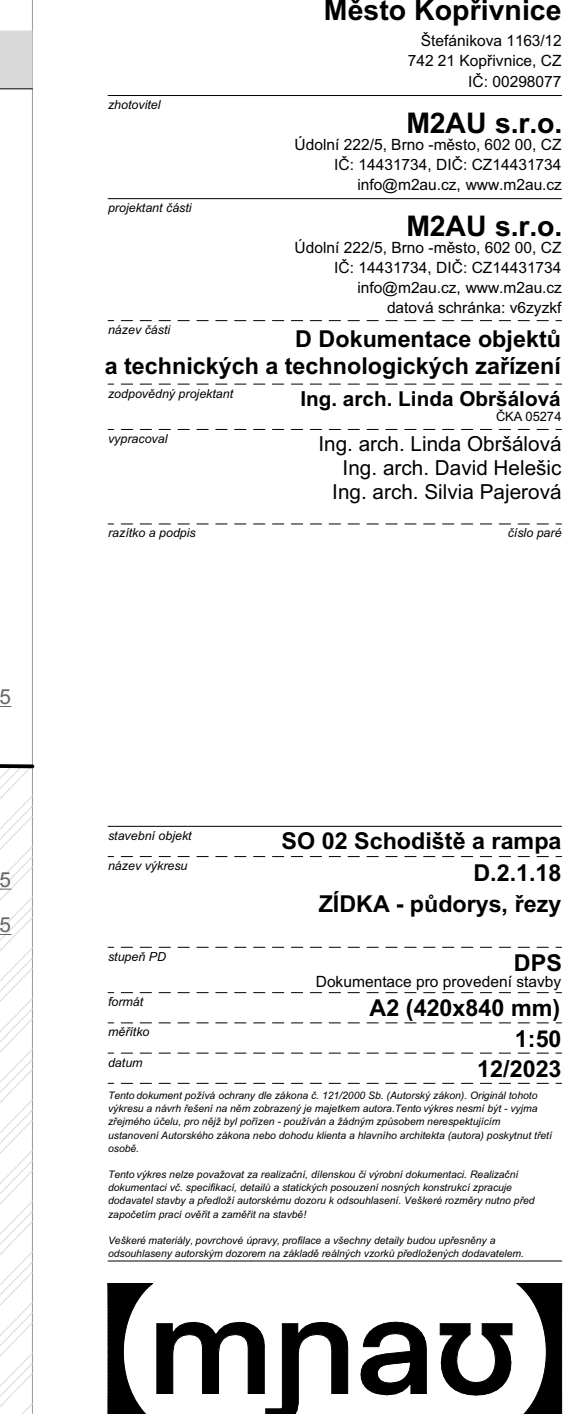 Město Kopřivnice
Štefánikova 1163/12
742 21 Kopřivnice, CZ
IČ: 00298077
zhotovitel
M2AU s.r.o.
Údolní 222/5, Brno -město, 602 00, CZ
IČ: 14431734, DIČ: CZ14431734
info@m2au.cz, www.m2au.cz
projektant části
M2AU s.r.o.
Údolní 222/5, Brno -město, 602 00, CZ
IČ: 14431734, DIČ: CZ14431734
info@m2au.cz, www.m2au.cz
datová schránka: v6zyzkf
název části
D Dokumentace objektů
a technických a technologických zařízení
zodpovědný projektant
Ing. arch. Linda Obršálová
ČKA 05274
vypracoval
Ing. arch. Linda Obršálová
Ing. arch. David Helešic
Ing. arch. Silvia Pajerová
razítko a podpis číslo paré
5
stavební objekt
SO 02 Schodiště a rampa
název výkresu
D.2.1.18
5
ZÍDKA - půdorys, řezy
5
stupeň PD
DPS
Dokumentace pro provedení stavby
formát
A2 (420x840 mm)
měřítko
1:50
datum
12/2023
Tento dokument požívá ochrany dle zákona č. 121/2000 Sb. (Autorský zákon). Originál tohoto
výkresu a návrh řešení na něm zobrazený je majetkem autora.Tento výkres nesmí být - vyjma
zřejmého účelu, pro nějž byl pořízen - používán a žádným způsobem nerespektujícím
ustanovení Autorského zákona nebo dohodu klienta a hlavního architekta (autora) poskytnut třetí
osobě.
Tento výkres nelze považovat za realizační, dílenskou či výrobní dokumentaci. Realizační
dokumentaci vč. specifikací, detailů a statických posouzení nosných konstrukcí zpracuje
dodavatel stavby a předloží autorskému dozoru k odsouhlasení. Veškeré rozměry nutno před
započetím prací ověřit a zaměřit na stavbě!
Veškeré materiály, povrchové úpravy, profilace a všechny detaily budou upřesněny a
odsouhlaseny autorským dozorem na základě reálných vzorků předložených dodavatelem.